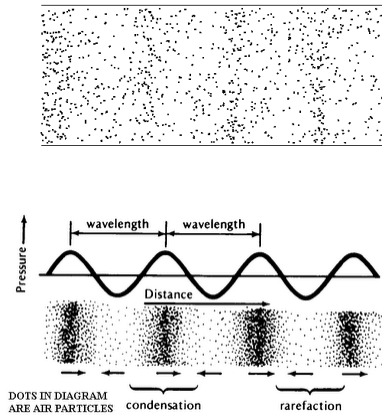 wavelength wavelength
Pressure
Distance
DOTS IN DIAGRAM
ARE AIR PARTICLES
condensation rarefaction